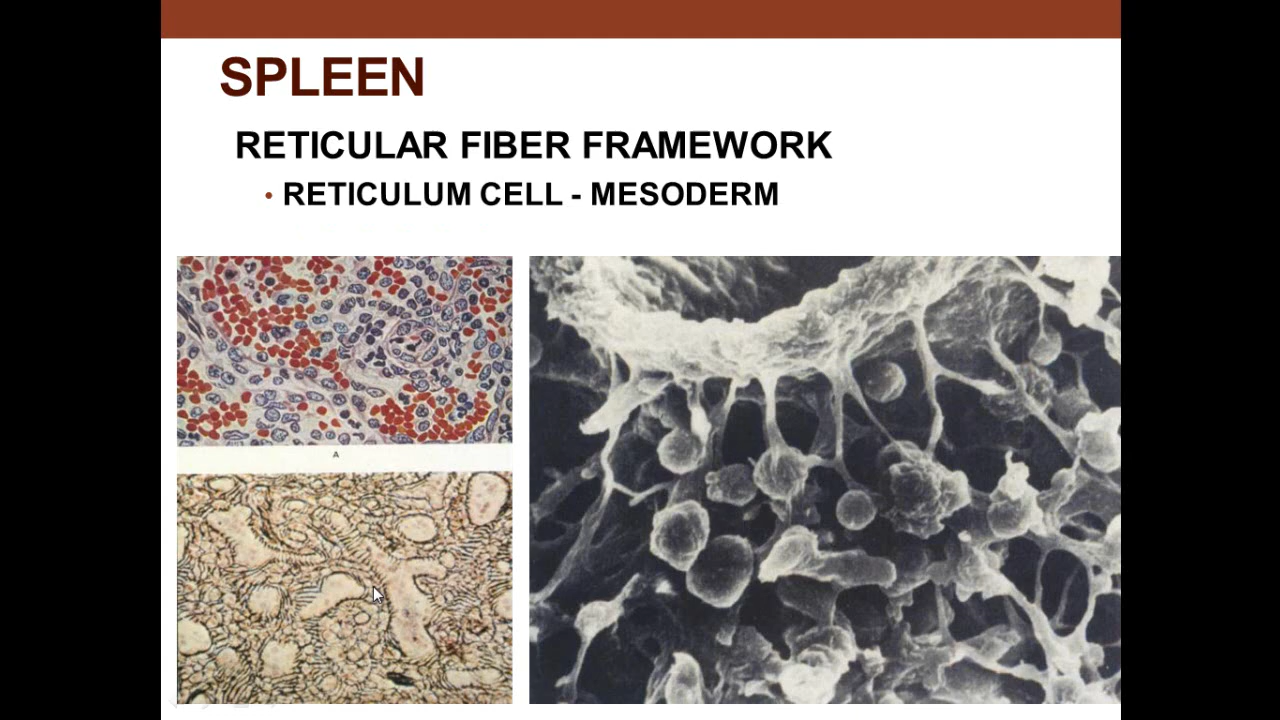 SPLEEN
RETICULAR FIBER FRAMEWORK
• RETICULUM CELL - MESODERM
A